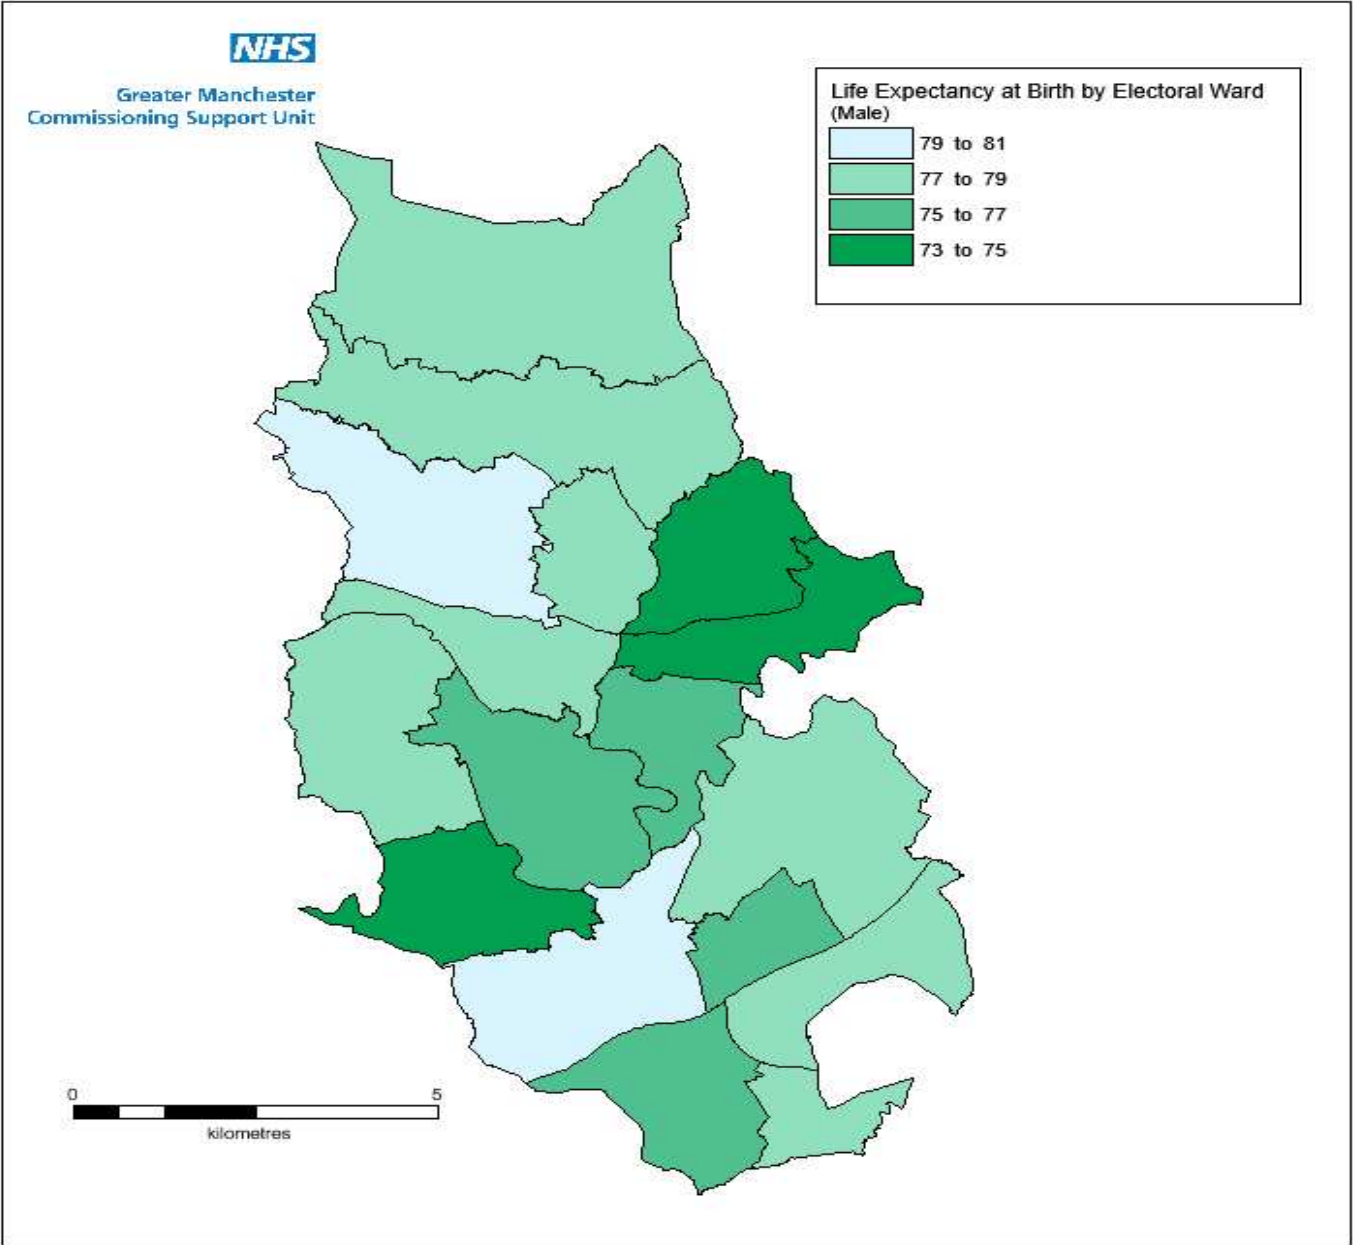 NHS
Greater Manchester
Commissioning Support Unit
Life Expectancy at Birth by Electoral Ward
(Male)
79 to 81
77 to 79
75 to 77
73 to 75
0 5
kilometres